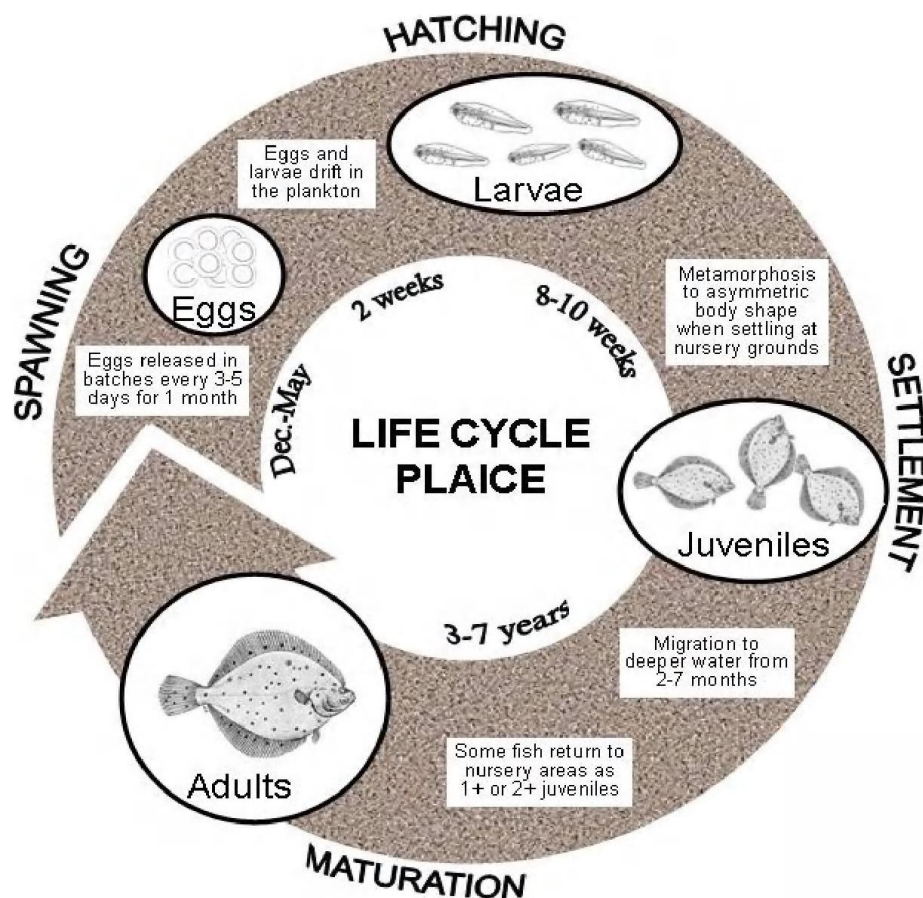 HATCHING
Eggs and
larvae drift in
the plankton
Larvae
SPAWNING
Eggs
2 weeks
8-10 weeks
Metamorphosis
to asymmetric
body shape
when settling at
nursery grounds
Eggs released in
batches every 3-5
days for 1 month
Dec.-May
LIFE CYCLE
PLAICE
SETTLEMENT
Juveniles
3-7 years
Migration to
deeper water from
2-7 months
Adults
Some fish return to
nursery areas as
1+ or 2+ juveniles
MATURATION